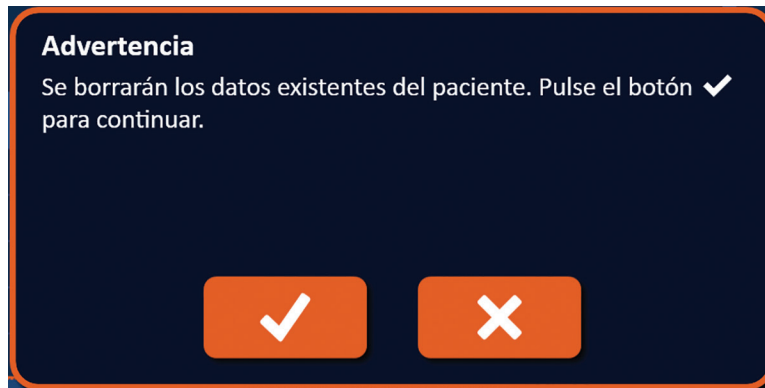 Advertencia
Se borrarán los datos existentes del paciente. Pulse el botón ✔
para continuar.